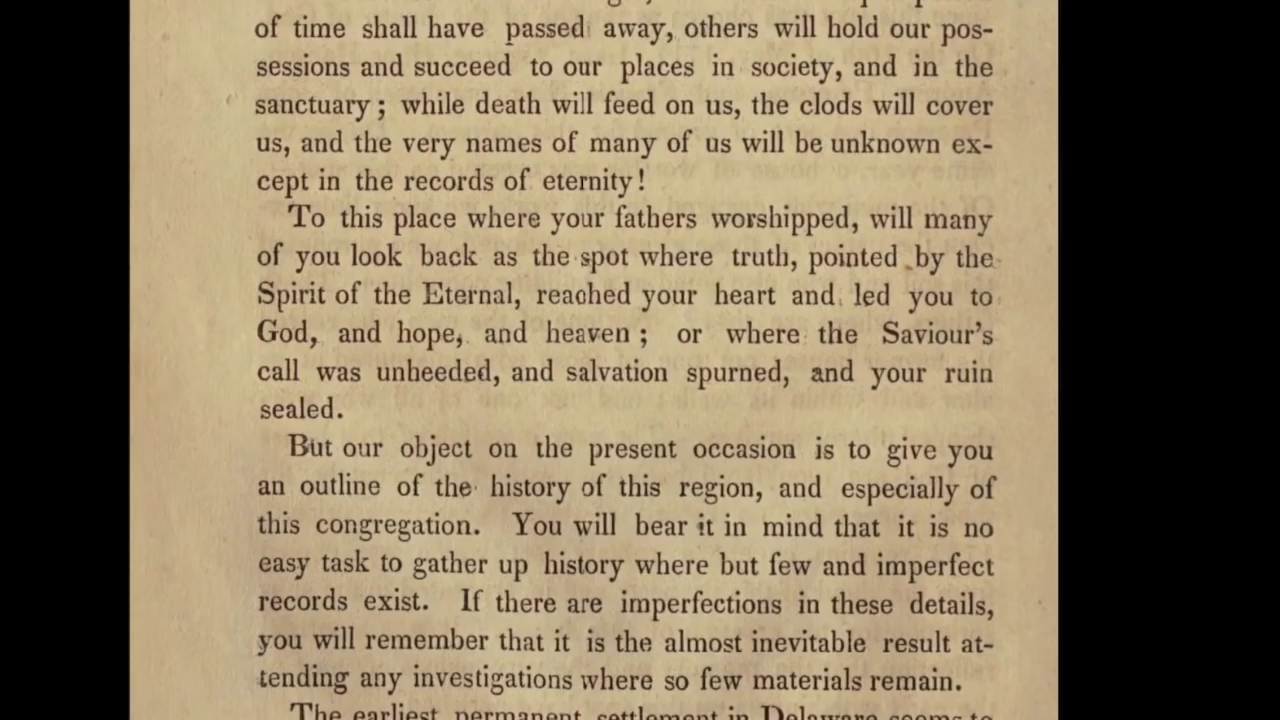 of time shall have passed away, others will hold our pos-
sessions and succeed to our places in society, and in the
sanctuary; while death will feed on us, the clods will cover
us, and the very names of many of us will be unknown ex-
cept in the records of eternity!
To this place where your fathers worshipped, will many
of you look back as the spot where truth, pointed by the
Spirit of the Eternal, reached your heart and led you to
God, and hope, and heaven; or where the Saviour's
call was unheeded, and salvation spurned, and your ruin
sealed.
But our object on the present occasion is to give you
an outline of the history of this region, and especially of
this congregation. You will bear it in mind that it is no
easy task to gather up history where but few and imperfect
records exist. If there are imperfections in these details,
you will remember that it is the almost inevitable result at-
tending any investigations where so few materials remain.
The earliest permanent settlement in Delaware seems to